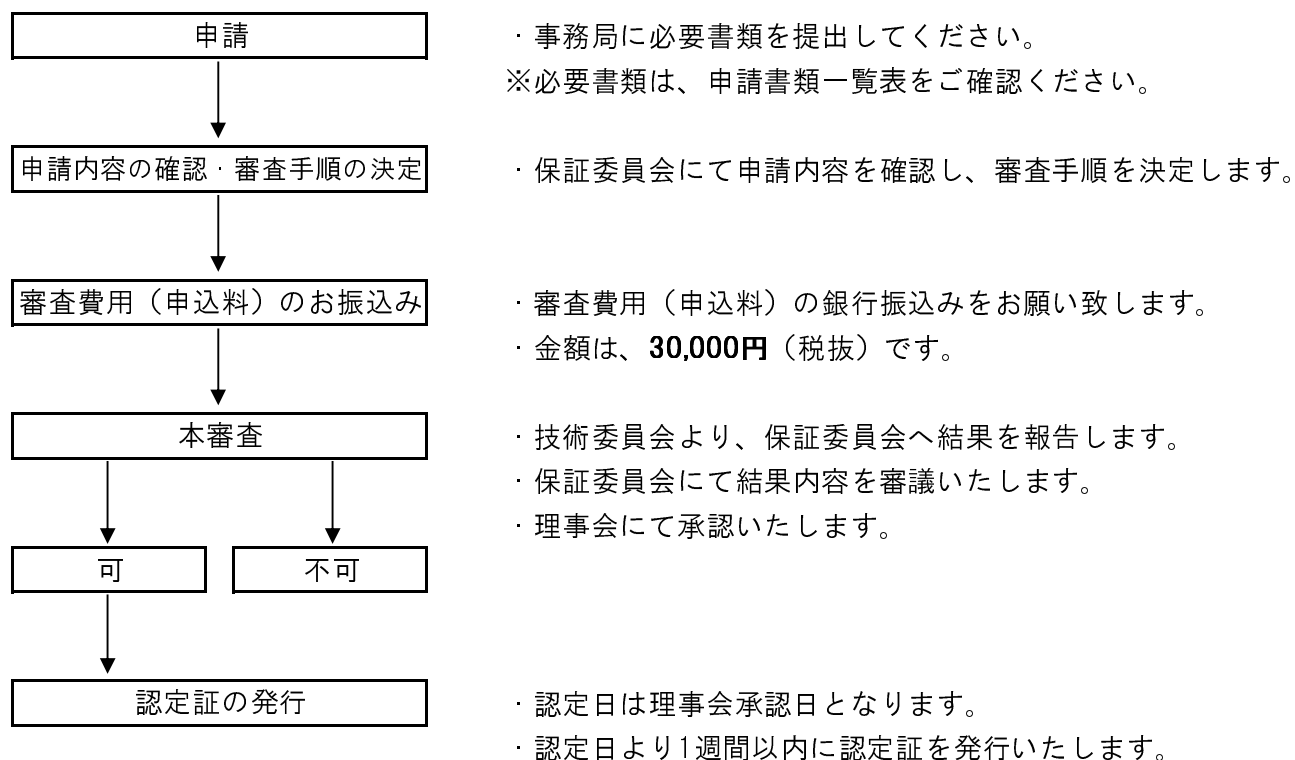 申請
・事務局に必要書類を提出してください。
※必要書類は、申請書類一覧表をご確認ください。
申請内容の確認・審査手順の決定
・保証委員会にて申請内容を確認し、審査手順を決定します。
審査費用（申込料）のお振込み
・審査費用（申込料）の銀行振込みをお願い致します。
・金額は、30,000円（税抜）です。
本審査
・技術委員会より、保証委員会へ結果を報告します。
・保証委員会にて結果内容を審議いたします。
・理事会にて承認いたします。
可
不可
認定証の発行
・認定日は理事会承認日となります。
・認定日より1週間以内に認定証を発行いたします。